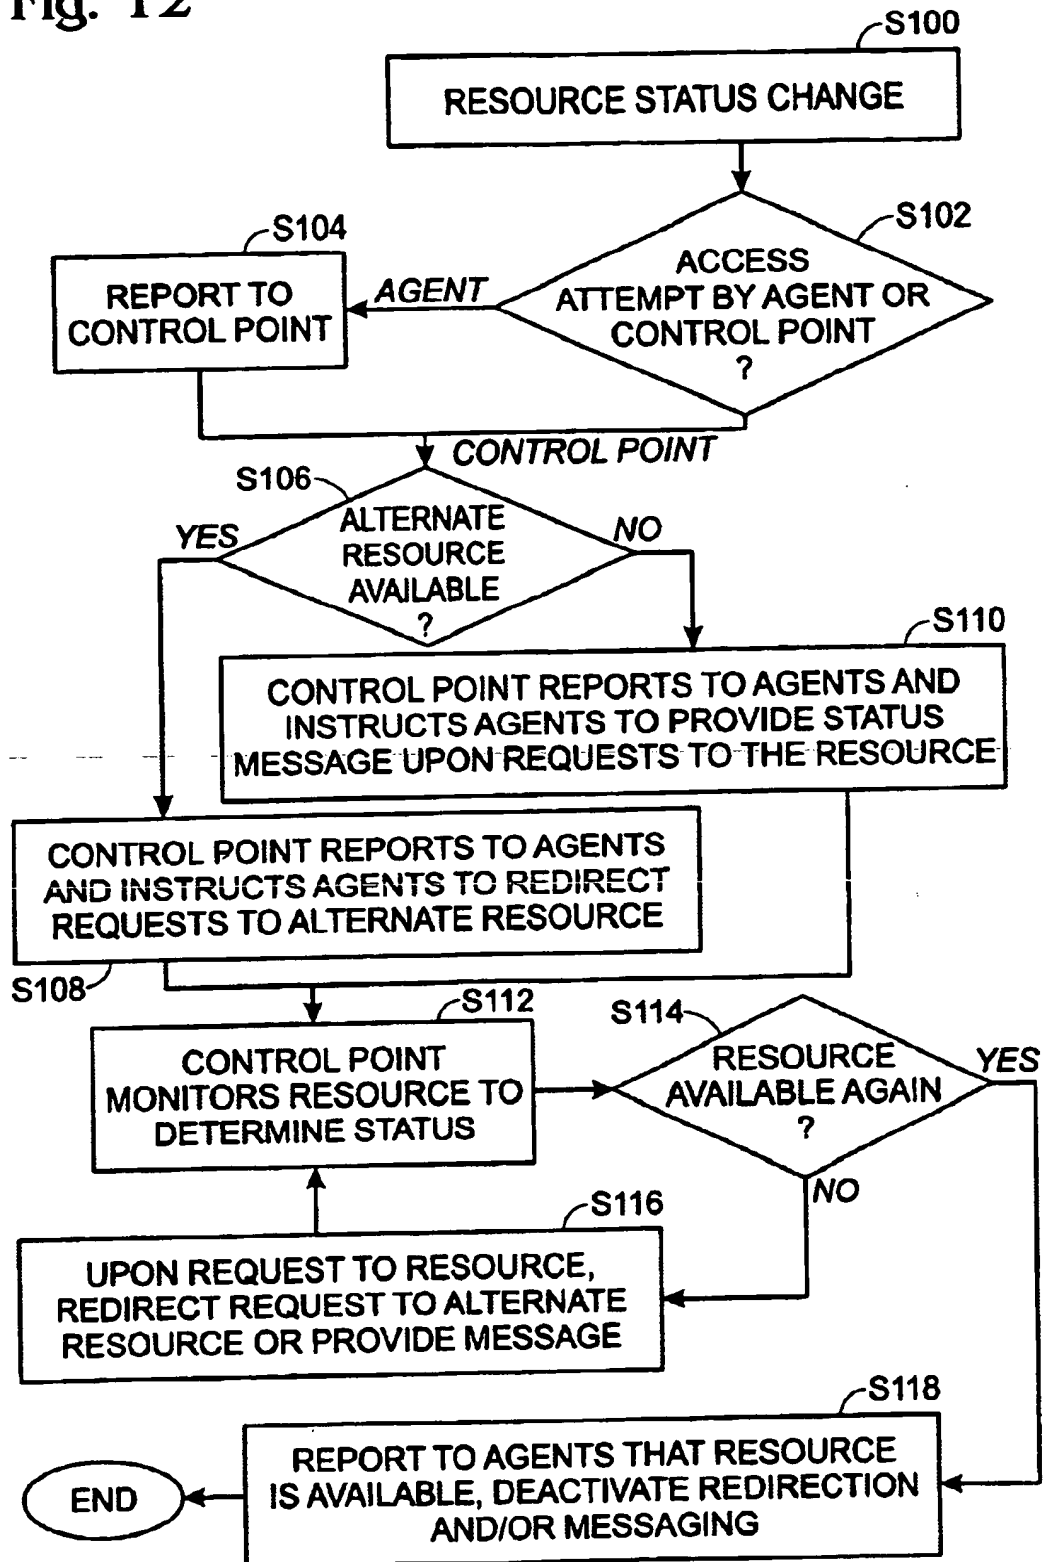 Fig. 12
S100
RESOURCE STATUS CHANGE
S102
ACCESS
ATTEMPT BY AGENT OR
CONTROL POINT
?
AGENT
S104
REPORT TO
CONTROL POINT
CONTROL POINT
S106
ALTERNATE
RESOURCE
AVAILABLE
?
YES
NO
S110
CONTROL POINT REPORTS TO AGENTS AND
INSTRUCTS AGENTS TO PROVIDE STATUS
MESSAGE UPON REQUESTS TO THE RESOURCE
CONTROL POINT REPORTS TO AGENTS
AND INSTRUCTS AGENTS TO REDIRECT
REQUESTS TO ALTERNATE RESOURCE
S108
S112
CONTROL POINT
MONITORS RESOURCE TO
DETERMINE STATUS
S114
RESOURCE
AVAILABLE AGAIN
?
YES
NO
S116
UPON REQUEST TO RESOURCE,
REDIRECT REQUEST TO ALTERNATE
RESOURCE OR PROVIDE MESSAGE
S118
REPORT TO AGENTS THAT RESOURCE
IS AVAILABLE, DEACTIVATE REDIRECTION
AND/OR MESSAGING
END